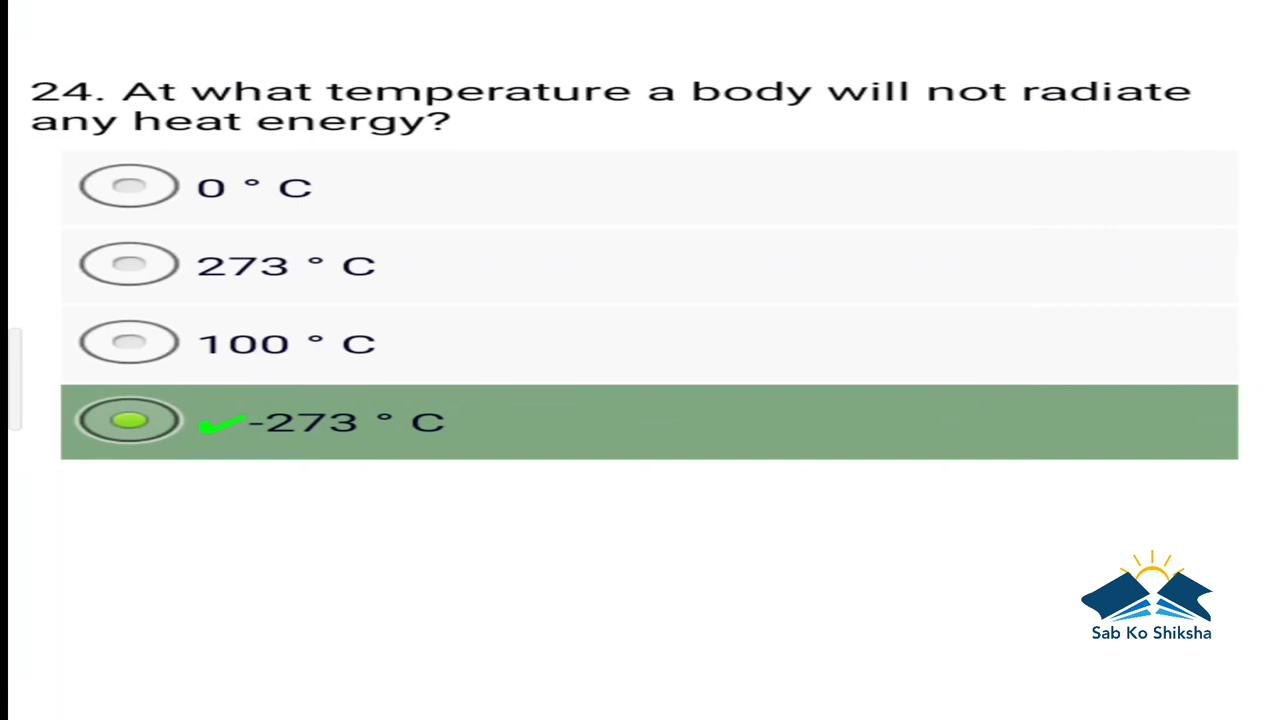 24. At what temperature a body will not radiate
any heat energy?
0 ° C
273 ° C
100 ° C
-273 ° C
Sab Ko Shiksha